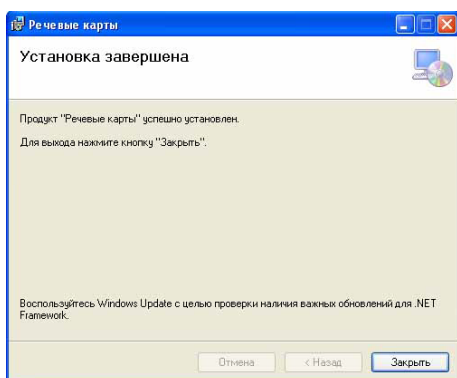 Речевые карты
Установка завершена
Продукт "Речевые карты" успешно установлен.
Для выхода нажмите кнопку "Закрыть".
Воспользуйтесь Windows Update с целью проверки наличия важных обновлений для .NET
Framework.
Отмена < Назад Закрыть